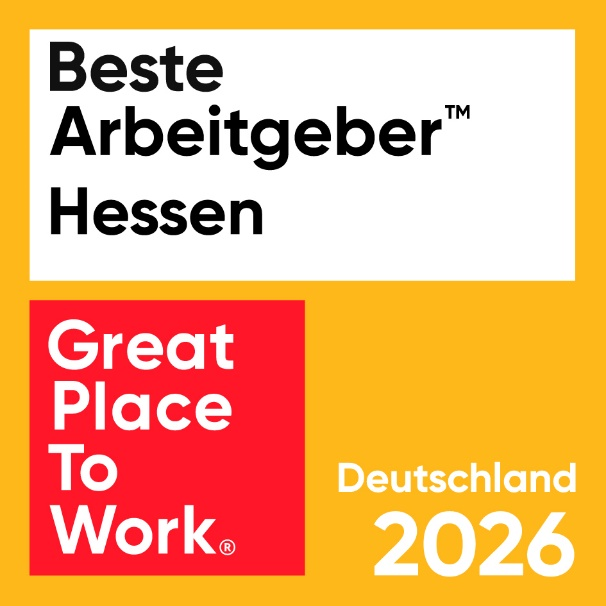 Beste
Arbeitgeber™
Hessen
Great
Place
To
Work®
Deutschland
2026